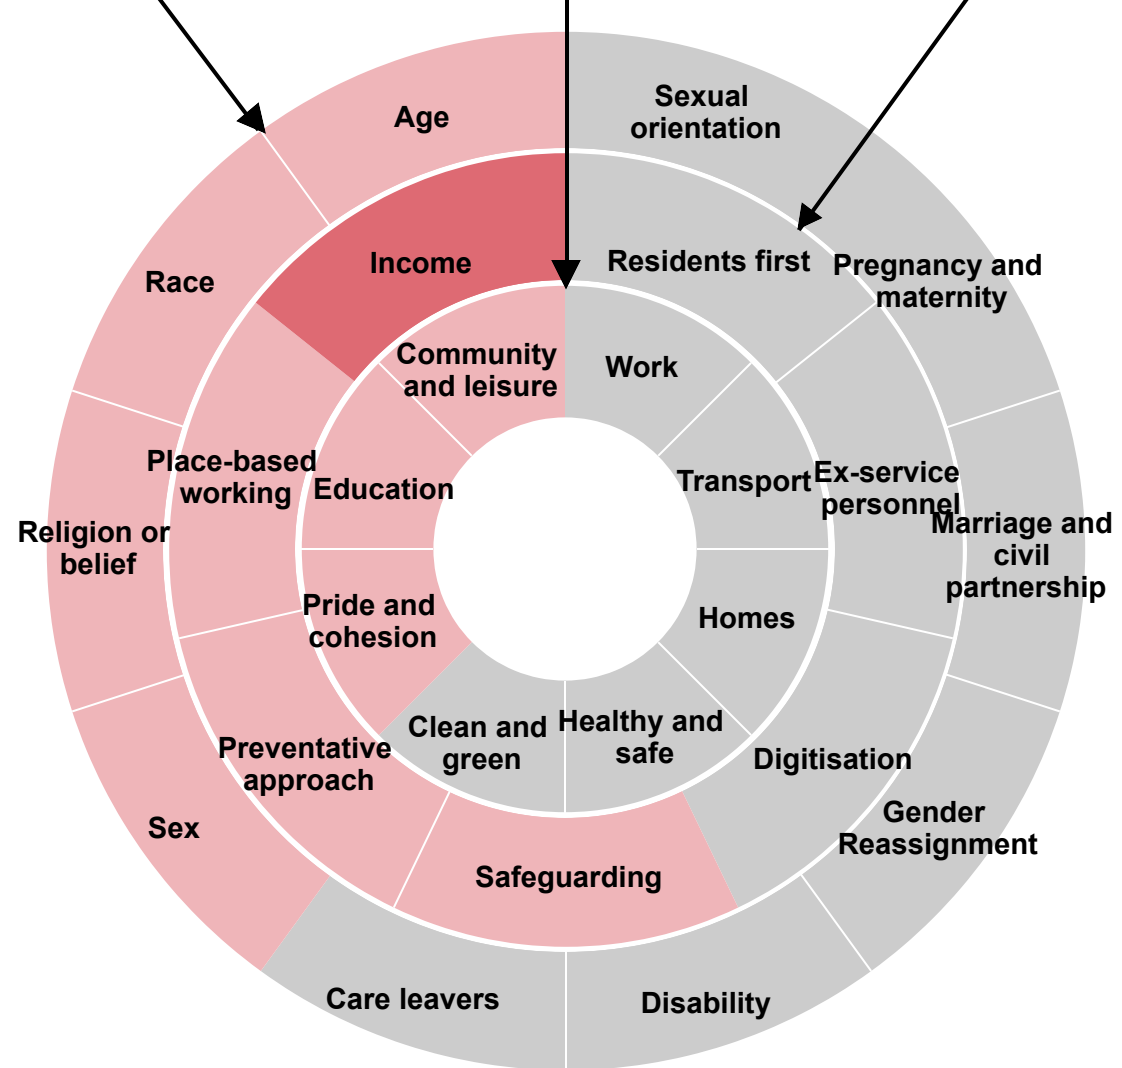 Age
Sexual
orientation
Race
Income
Residents first
Pregnancy and
maternity
Community
and leisure
Work
Place-based
working
Education
Transport
Ex-service
personnel
Religion or
belief
Marriage and
civil
partnership
Pride and
cohesion
Homes
Clean and
green
Healthy and
safe
Preventative
approach
Digitisation
Sex
Gender
Reassignment
Safeguarding
Care leavers
Disability